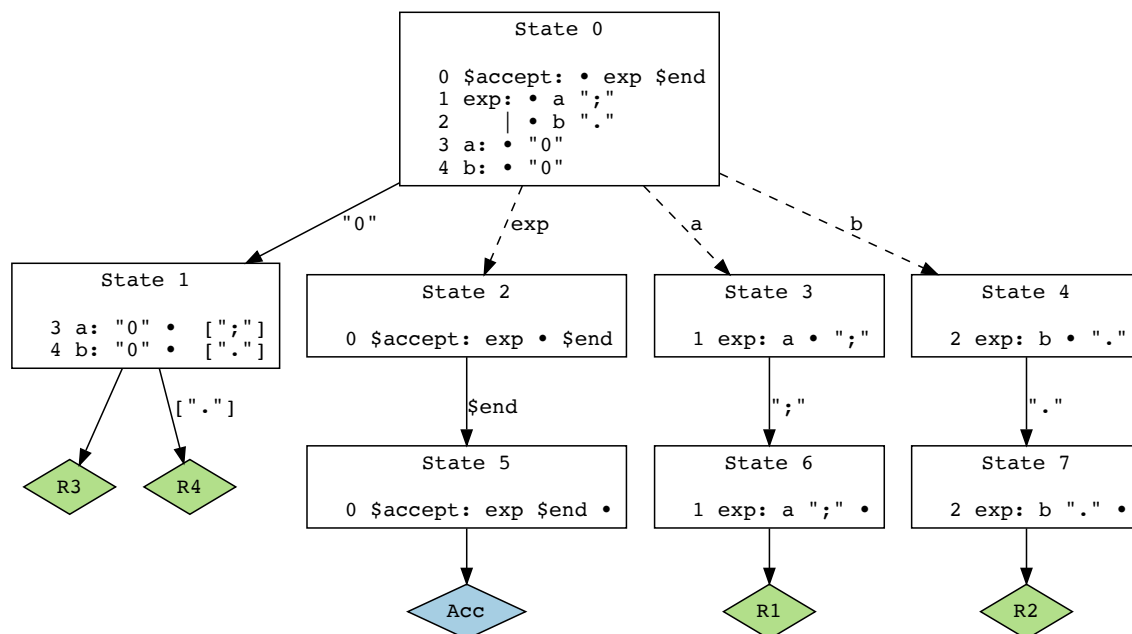 State 0
0 $accept: • exp $end
1 exp: • a ";"
2    | • b "."
3 a: • "0"
4 b: • "0"
"0"
exp
a
b
State 1
3 a: "0" •  [";"]
4 b: "0" •  ["."]
State 2
0 $accept: exp • $end
State 3
1 exp: a • ";"
State 4
2 exp: b • "."
["."]
$end
";"
"."
R3
R4
State 5
0 $accept: exp $end •
State 6
1 exp: a ";" •
State 7
2 exp: b "." •
Acc
R1
R2